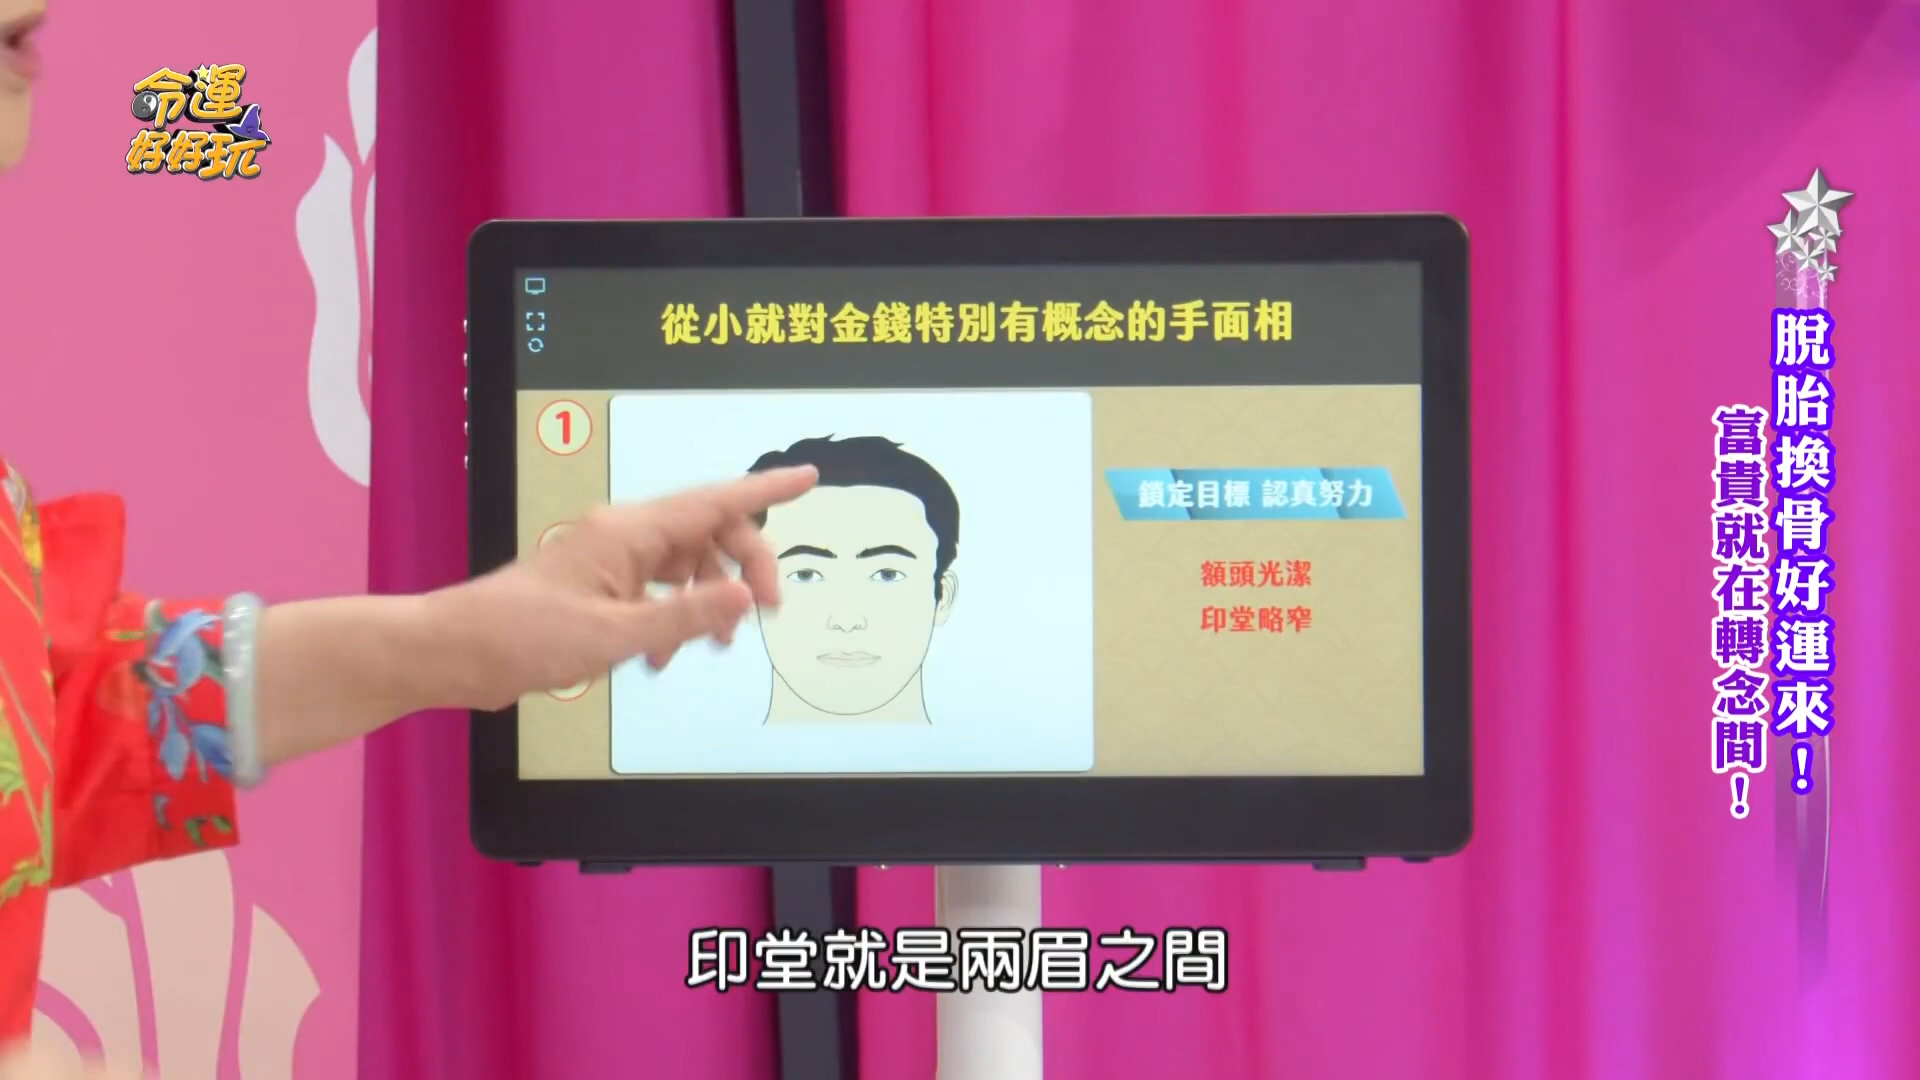 命運
好好玩
從小就對金錢特別有概念的手面相
1
鎖定目標 認真努力
額頭光潔
印堂略窄
脫胎換骨好運來！
富貴就在轉念間！
印堂就是兩眉之間